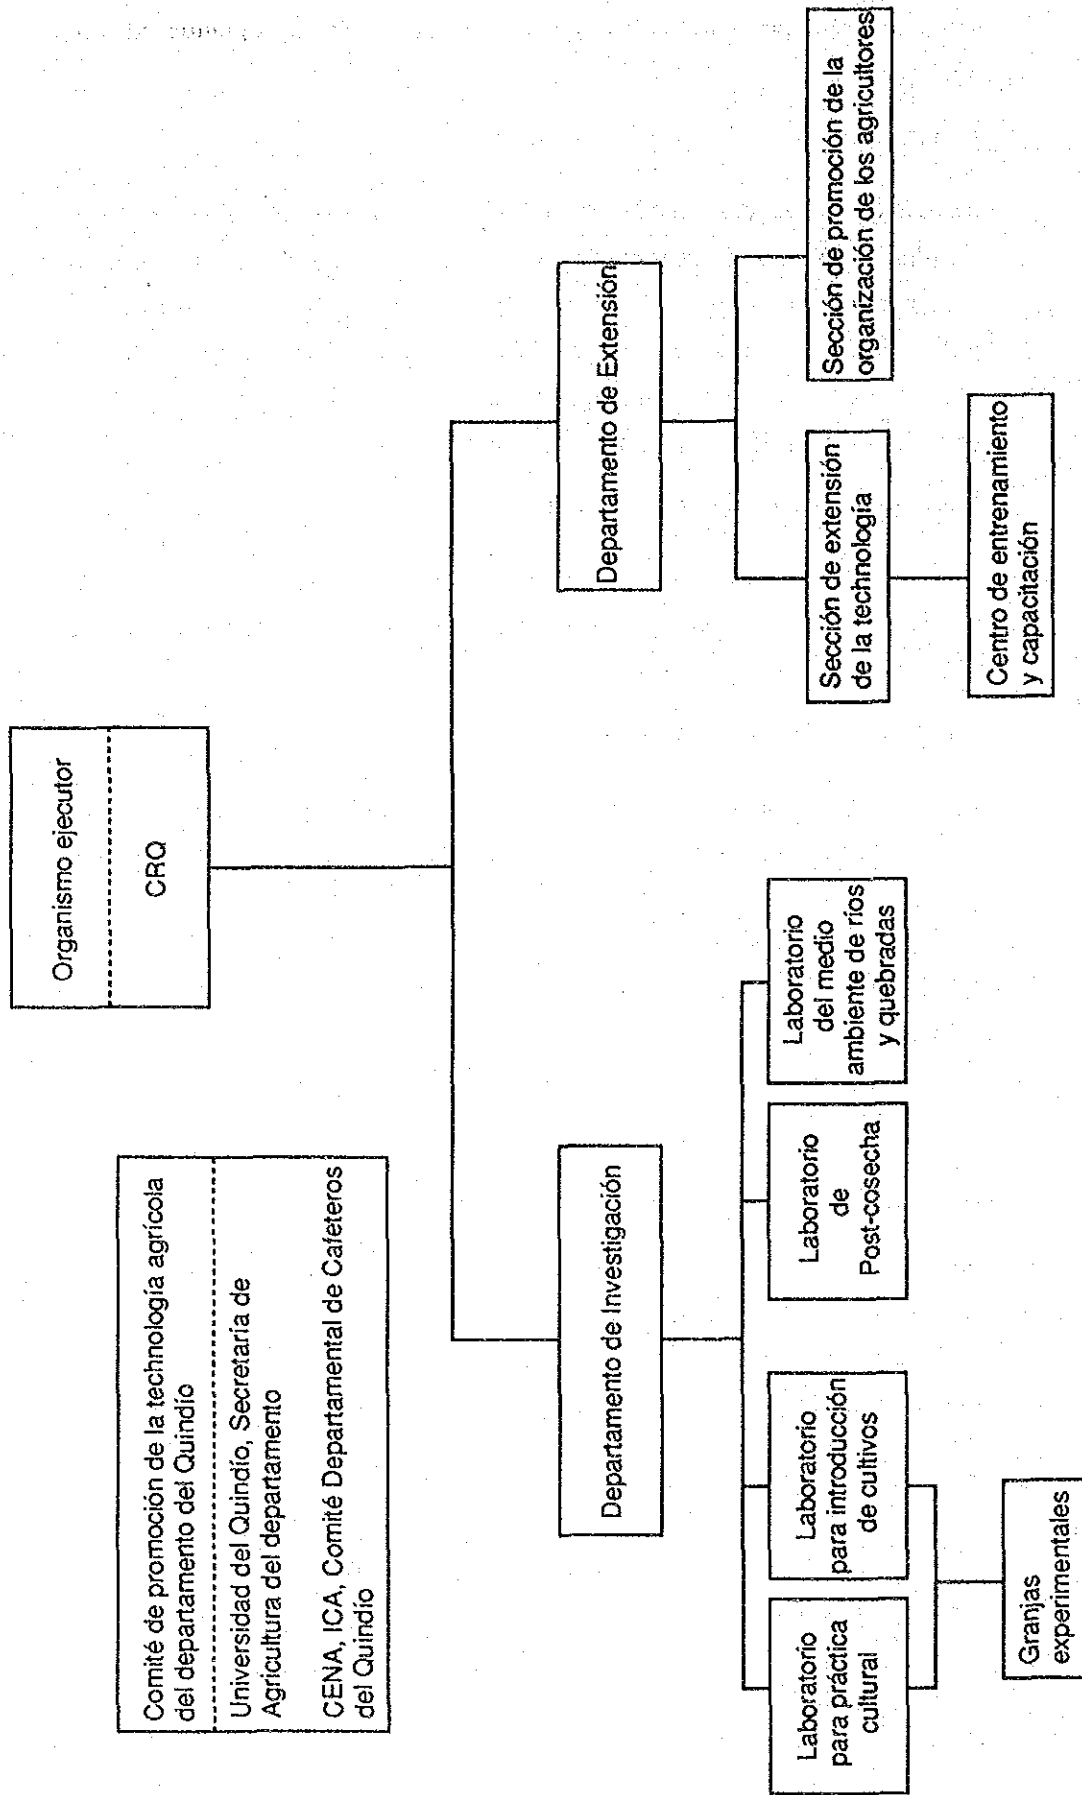 Organismo ejecutor
CRQ
Comité de promoción de la technología agrícola
del departamento del Quindío
Universidad del Quindío, Secretaría de
Agricultura del departamento
CENA, ICA, Comité Departamental de Cafeteros
del Quindío
Departamento de Investigación
Departamento de Extensión
Laboratorio
para práctica
cultural
Laboratorio
para introducción
de cultivos
Laboratorio
de
Post-cosecha
Laboratorio
del medio
ambiente de ríos
y quebradas
Sección de extensión
de la technología
Sección de promoción de la
organización de los agricultores
Granjas
experimentales
Centro de entrenamiento
y capacitación